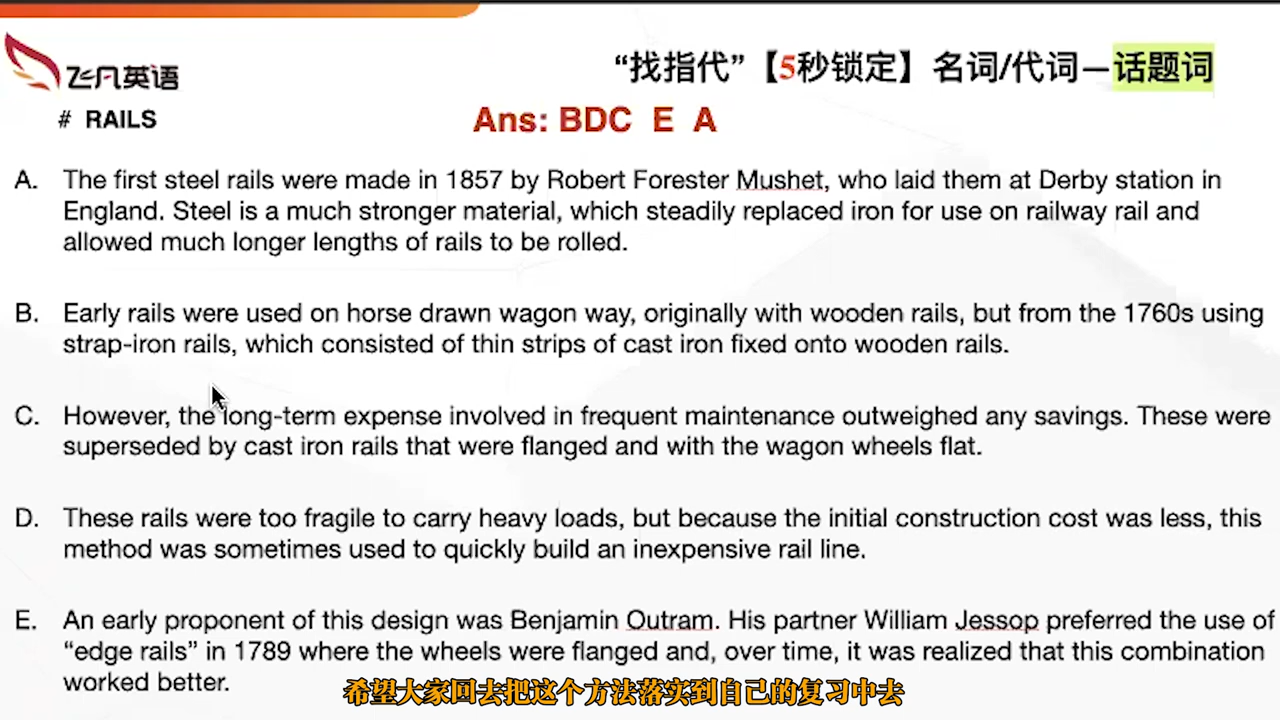 飞凡英语
“找指代”【5秒锁定】名词/代词—话题词
# RAILS
Ans: BDC E A
A. The first steel rails were made in 1857 by Robert Forester Mushet, who laid them at Derby station in
England. Steel is a much stronger material, which steadily replaced iron for use on railway rail and
allowed much longer lengths of rails to be rolled.
B. Early rails were used on horse drawn wagon way, originally with wooden rails, but from the 1760s using
strap-iron rails, which consisted of thin strips of cast iron fixed onto wooden rails.
C. However, the long-term expense involved in frequent maintenance outweighed any savings. These were
superseded by cast iron rails that were flanged and with the wagon wheels flat.
D. These rails were too fragile to carry heavy loads, but because the initial construction cost was less, this
method was sometimes used to quickly build an inexpensive rail line.
E. An early proponent of this design was Benjamin Outram. His partner William Jessop preferred the use of
“edge rails” in 1789 where the wheels were flanged and, over time, it was realized that this combination
worked better.
希望大家回去把这个方法落实到自己的复习中去